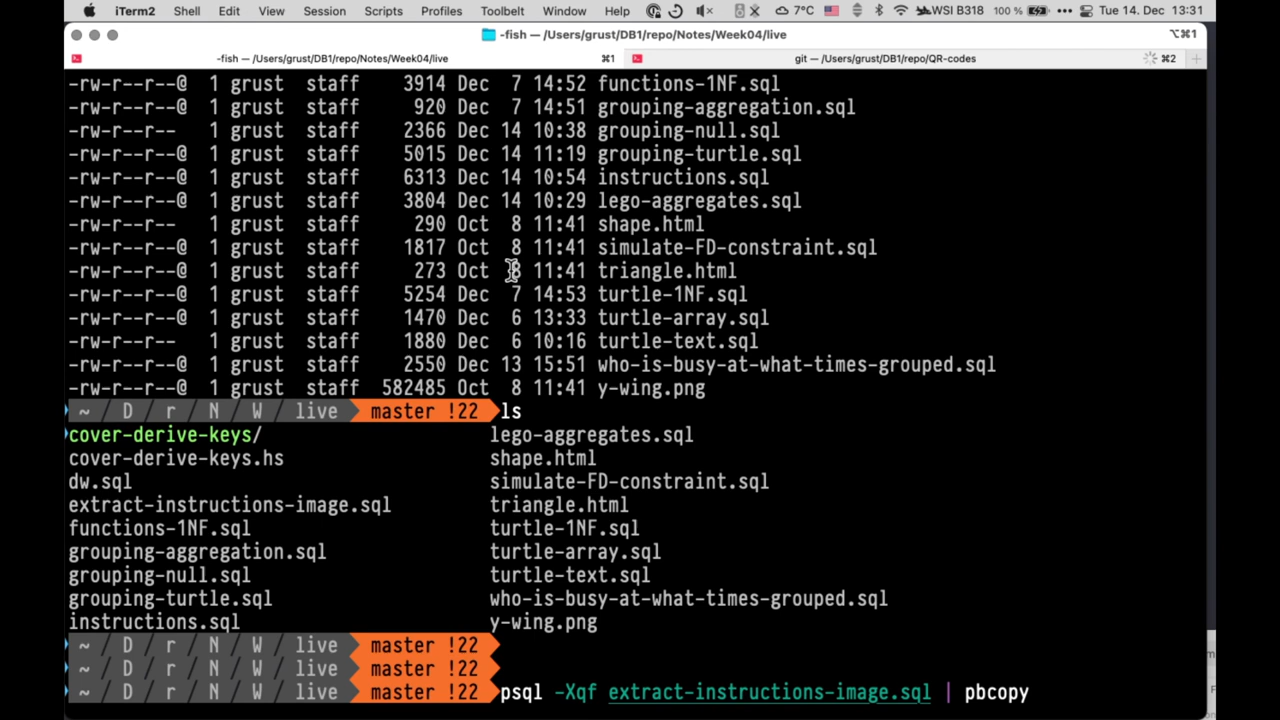 iTerm2 Shell Edit View Session Scripts Profiles Toolbelt Window Help 7°C WSI B318 100 % Tue 14. Dec 13:31
-fish — /Users/grust/DB1/repo/Notes/Week04/live ⌥⌘1
-fish — /Users/grust/DB1/repo/Notes/Week04/live ⌘1 git — /Users/grust/DB1/repo/QR-codes ⌘2 +
-rw-r--r--@ 1 grust staff 3914 Dec 7 14:52 functions-1NF.sql
-rw-r--r--@ 1 grust staff 920 Dec 7 14:51 grouping-aggregation.sql
-rw-r--r-- 1 grust staff 2366 Dec 14 10:38 grouping-null.sql
-rw-r--r--@ 1 grust staff 5015 Dec 14 11:19 grouping-turtle.sql
-rw-r--r--@ 1 grust staff 6313 Dec 14 10:54 instructions.sql
-rw-r--r--@ 1 grust staff 3804 Dec 14 10:29 lego-aggregates.sql
-rw-r--r-- 1 grust staff 290 Oct 8 11:41 shape.html
-rw-r--r--@ 1 grust staff 1817 Oct 8 11:41 simulate-FD-constraint.sql
-rw-r--r--@ 1 grust staff 273 Oct 8 11:41 triangle.html
-rw-r--r--@ 1 grust staff 5254 Dec 7 14:53 turtle-1NF.sql
-rw-r--r--@ 1 grust staff 1470 Dec 6 13:33 turtle-array.sql
-rw-r--r-- 1 grust staff 1880 Dec 6 10:16 turtle-text.sql
-rw-r--r--@ 1 grust staff 2550 Dec 13 15:51 who-is-busy-at-what-times-grouped.sql
-rw-r--r--@ 1 grust staff 582485 Oct 8 11:41 y-wing.png
~ / D / r / N / W / live master !22 ls
cover-derive-keys/ lego-aggregates.sql
cover-derive-keys.hs shape.html
dw.sql simulate-FD-constraint.sql
extract-instructions-image.sql triangle.html
functions-1NF.sql turtle-1NF.sql
grouping-aggregation.sql turtle-array.sql
grouping-null.sql turtle-text.sql
grouping-turtle.sql who-is-busy-at-what-times-grouped.sql
instructions.sql y-wing.png
~ / D / r / N / W / live master !22
~ / D / r / N / W / live master !22
~ / D / r / N / W / live master !22 psql -Xqf extract-instructions-image.sql | pbcopy